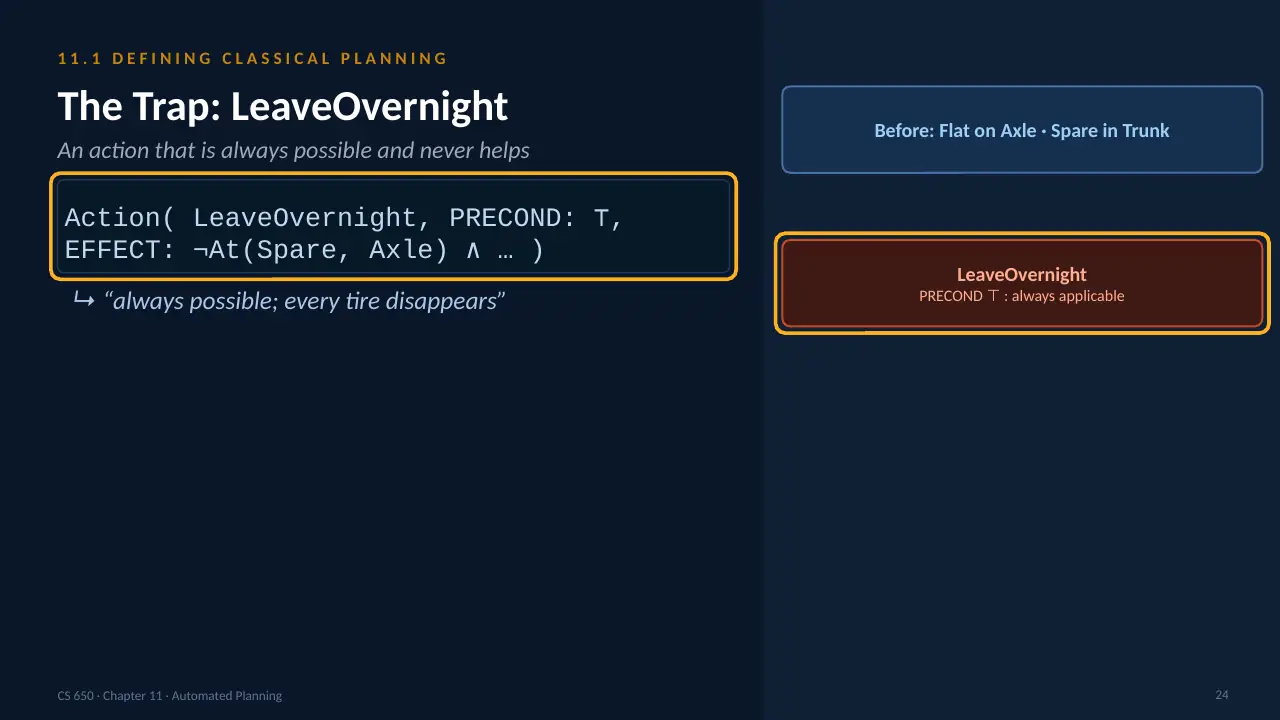 11.1 DEFINING CLASSICAL PLANNING
The Trap: LeaveOvernight
An action that is always possible and never helps
Action( LeaveOvernight, PRECOND: ⊤,
EFFECT: ¬At(Spare, Axle) ∧ … )
↳ “always possible; every tire disappears”
Before: Flat on Axle · Spare in Trunk
LeaveOvernight
PRECOND ⊤ : always applicable
CS 650 · Chapter 11 · Automated Planning
24